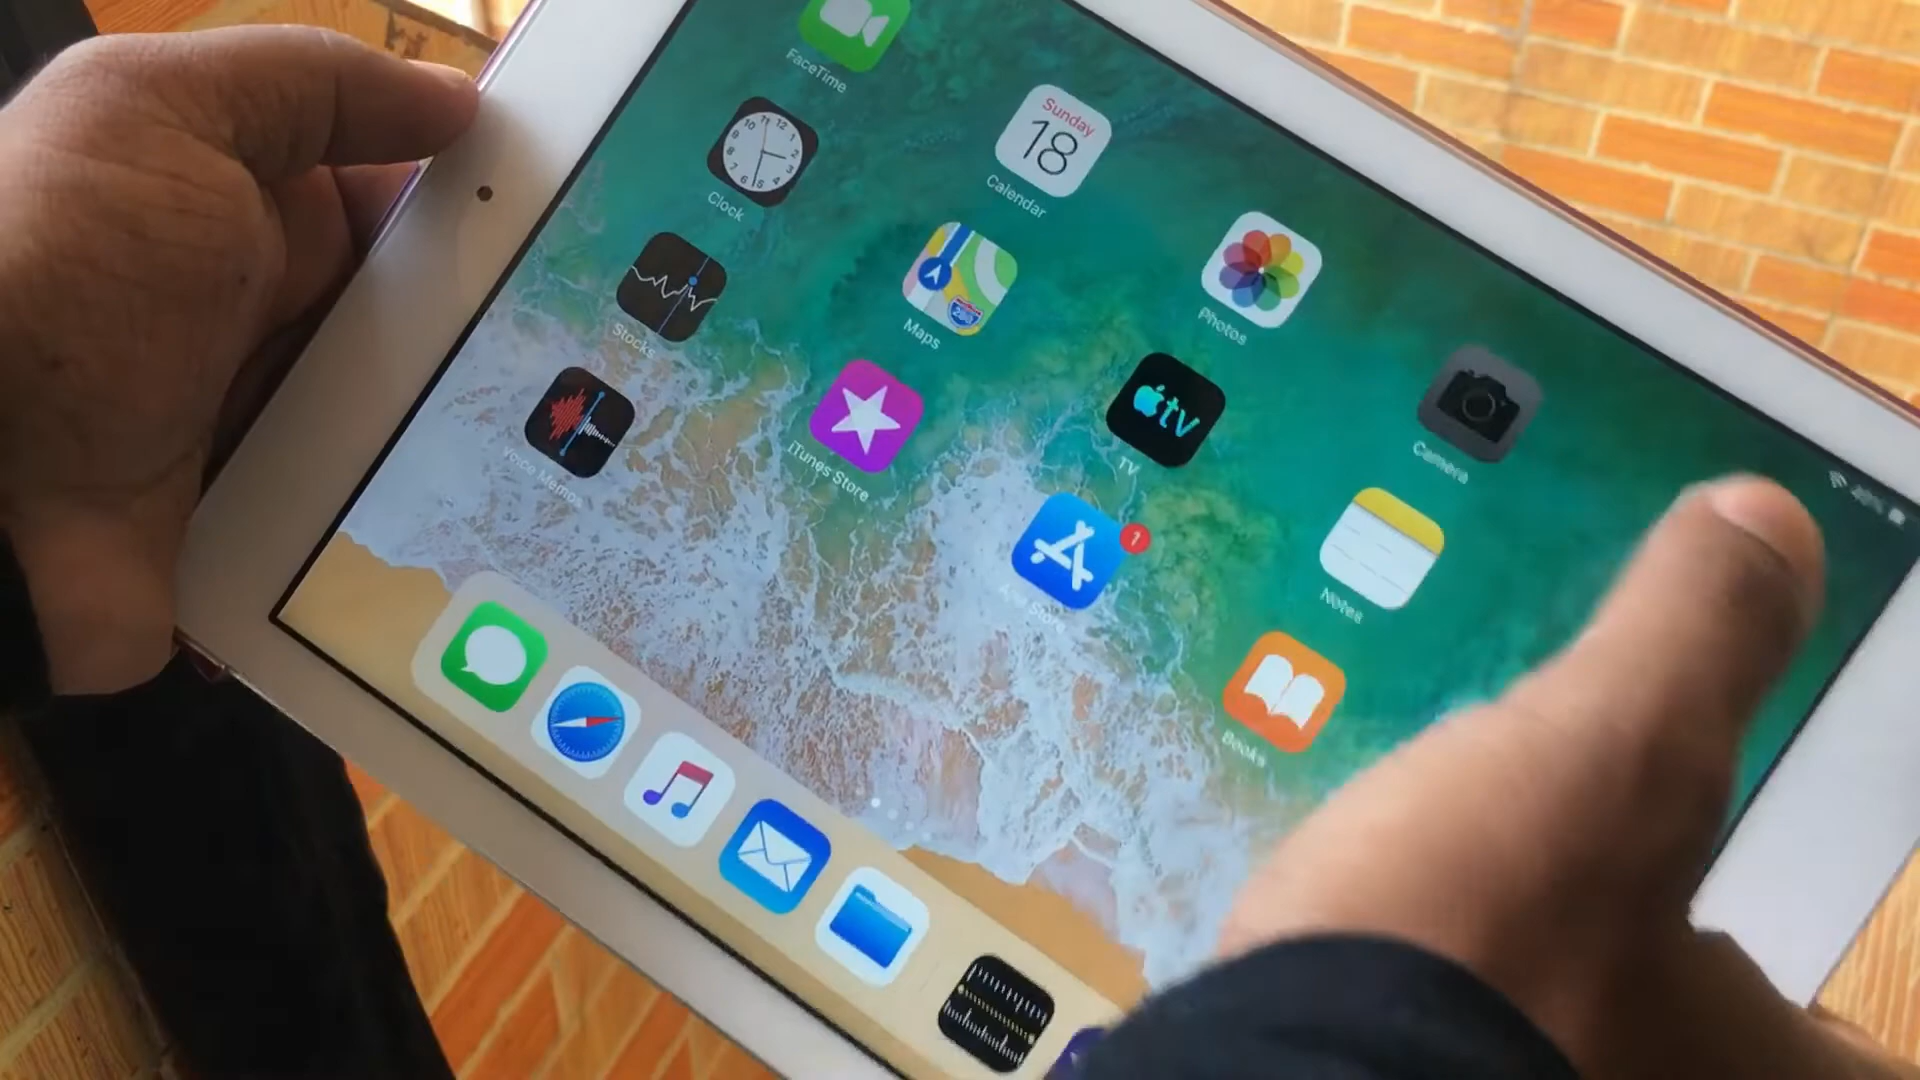 FaceTime
Clock
Sunday
18
Calendar
Stocks
Maps
Photos
Voice Memos
iTunes Store
tv
TV
Camera
1
App Store
Notes
Books